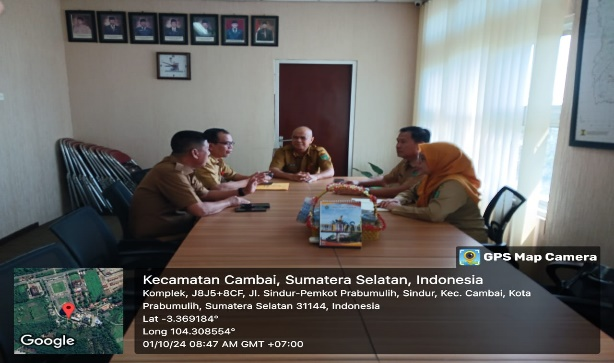 GPS Map Camera
Kecamatan Cambai, Sumatera Selatan, Indonesia
Komplek, J8J5+8CF, Jl. Sindur-Pemkot Prabumulih, Sindur, Kec. Cambai, Kota
Prabumulih, Sumatera Selatan 31144, Indonesia
Lat -3.369184°
Long 104.308554°
01/10/24 08:47 AM GMT +07:00
Google